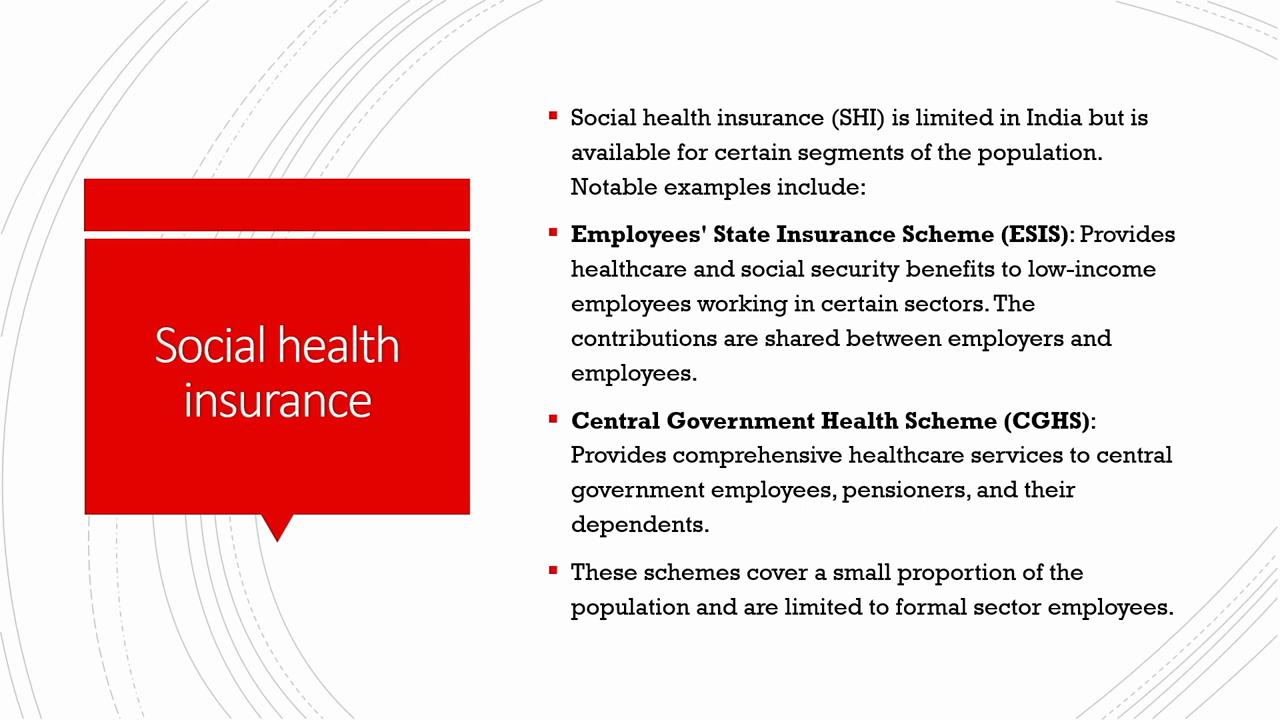 Social health
insurance
Social health insurance (SHI) is limited in India but is
available for certain segments of the population.
Notable examples include:
Employees' State Insurance Scheme (ESIS): Provides
healthcare and social security benefits to low-income
employees working in certain sectors. The
contributions are shared between employers and
employees.
Central Government Health Scheme (CGHS):
Provides comprehensive healthcare services to central
government employees, pensioners, and their
dependents.
These schemes cover a small proportion of the
population and are limited to formal sector employees.